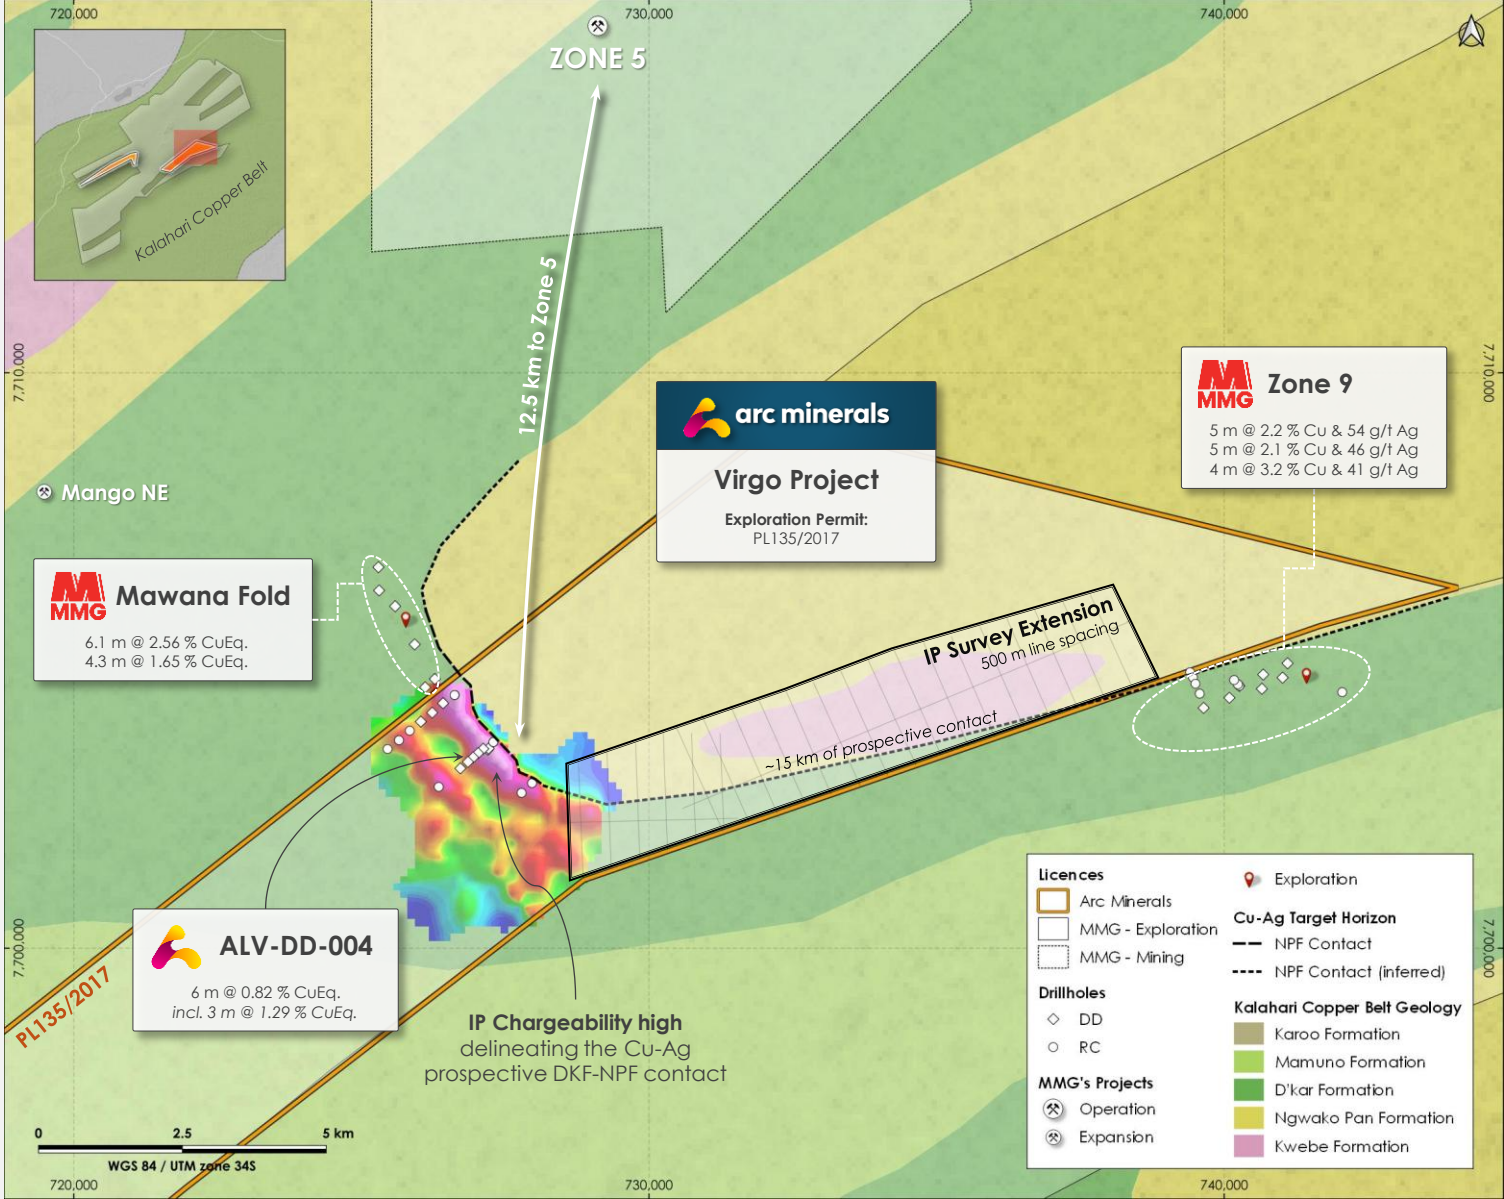 720,000
730,000
740,000
ZONE 5
Kalahari Copper Belt
12.5 km to Zone 5
7,710,000
7,710,000
arc minerals
Virgo Project
Exploration Permit:
PL135/2017
MMG
Zone 9
5 m @ 2.2 % Cu & 54 g/t Ag
5 m @ 2.1 % Cu & 46 g/t Ag
4 m @ 3.2 % Cu & 41 g/t Ag
Mango NE
MMG
Mawana Fold
6.1 m @ 2.56 % CuEq.
4.3 m @ 1.65 % CuEq.
IP Survey Extension
500 m line spacing
~15 km of prospective contact
ALV-DD-004
6 m @ 0.82 % CuEq.
incl. 3 m @ 1.29 % CuEq.
7,700,000
7,700,000
PL135/2017
IP Chargeability high
delineating the Cu-Ag
prospective DKF-NPF contact
Licences
Arc Minerals
MMG - Exploration
MMG - Mining
Drillholes
DD
RC
MMG's Projects
Operation
Expansion
Exploration
Cu-Ag Target Horizon
NPF Contact
NPF Contact (inferred)
Kalahari Copper Belt Geology
Karoo Formation
Mamuno Formation
D'kar Formation
Ngwako Pan Formation
Kwebe Formation
0 2.5 5 km
WGS 84 / UTM zone 34S
720,000
730,000
740,000